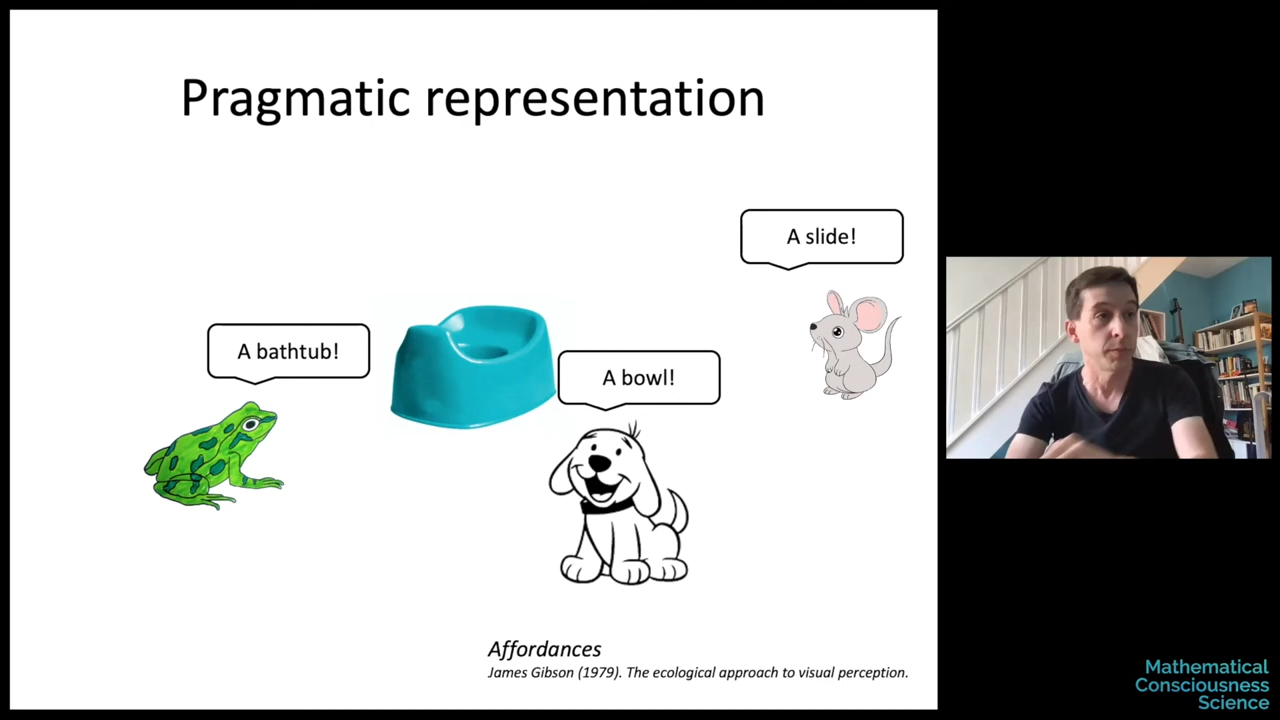 Pragmatic representation
A slide!
A bathtub!
A bowl!
Affordances
James Gibson (1979). The ecological approach to visual perception.
Mathematical
Consciousness
Science